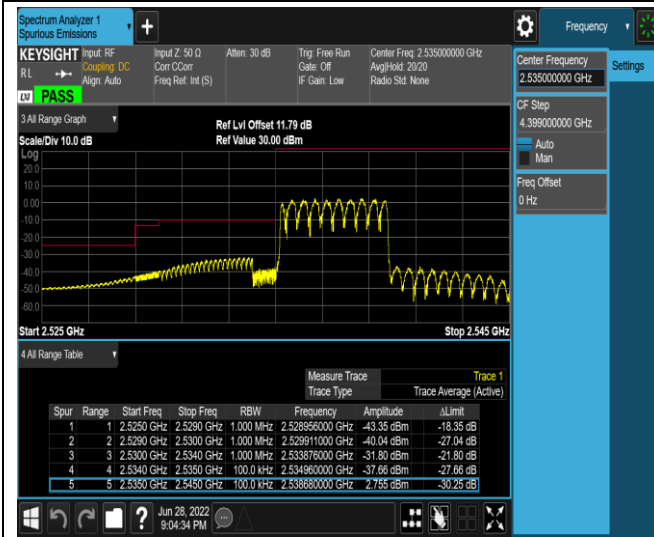 Spectrum Analyzer 1
Spurious Emissions
Frequency
KEYSIGHT Input: RF Input Z: 50 Ω Atten: 30 dB Trig: Free Run Center Freq: 2.535000000 GHz
RL Coupling: DC Corr CCorr Gate: Off Avg|Hold: 20/20
Align: Auto Freq Ref: Int (S) IF Gain: Low Radio Std: None
LXI PASS
Center Frequency
2.535000000 GHz
Settings
CF Step
4.399000000 GHz
Auto
Man
Freq Offset
0 Hz
3 All Range Graph
Ref Lvl Offset 11.79 dB
Scale/Div 10.0 dB Ref Value 30.00 dBm
Log
20.0
10.0
0.00
-10.0
-20.0
-30.0
-40.0
-50.0
-60.0
Start 2.525 GHz Stop 2.545 GHz
4 All Range Table
Measure Trace Trace 1
Trace Type Trace Average (Active)
Spur Range Start Freq Stop Freq RBW Frequency Amplitude ΔLimit
1 1 2.5250 GHz 2.5290 GHz 1.000 MHz 2.528956000 GHz -43.35 dBm -18.35 dB
2 2 2.5290 GHz 2.5300 GHz 1.000 MHz 2.529911000 GHz -40.04 dBm -27.04 dB
3 3 2.5300 GHz 2.5340 GHz 1.000 MHz 2.533876000 GHz -31.80 dBm -21.80 dB
4 4 2.5340 GHz 2.5350 GHz 100.0 kHz 2.534960000 GHz -37.66 dBm -27.66 dB
5 5 2.5350 GHz 2.5450 GHz 100.0 kHz 2.538680000 GHz 2.755 dBm -30.25 dB
Jun 28, 2022
9:04:34 PM